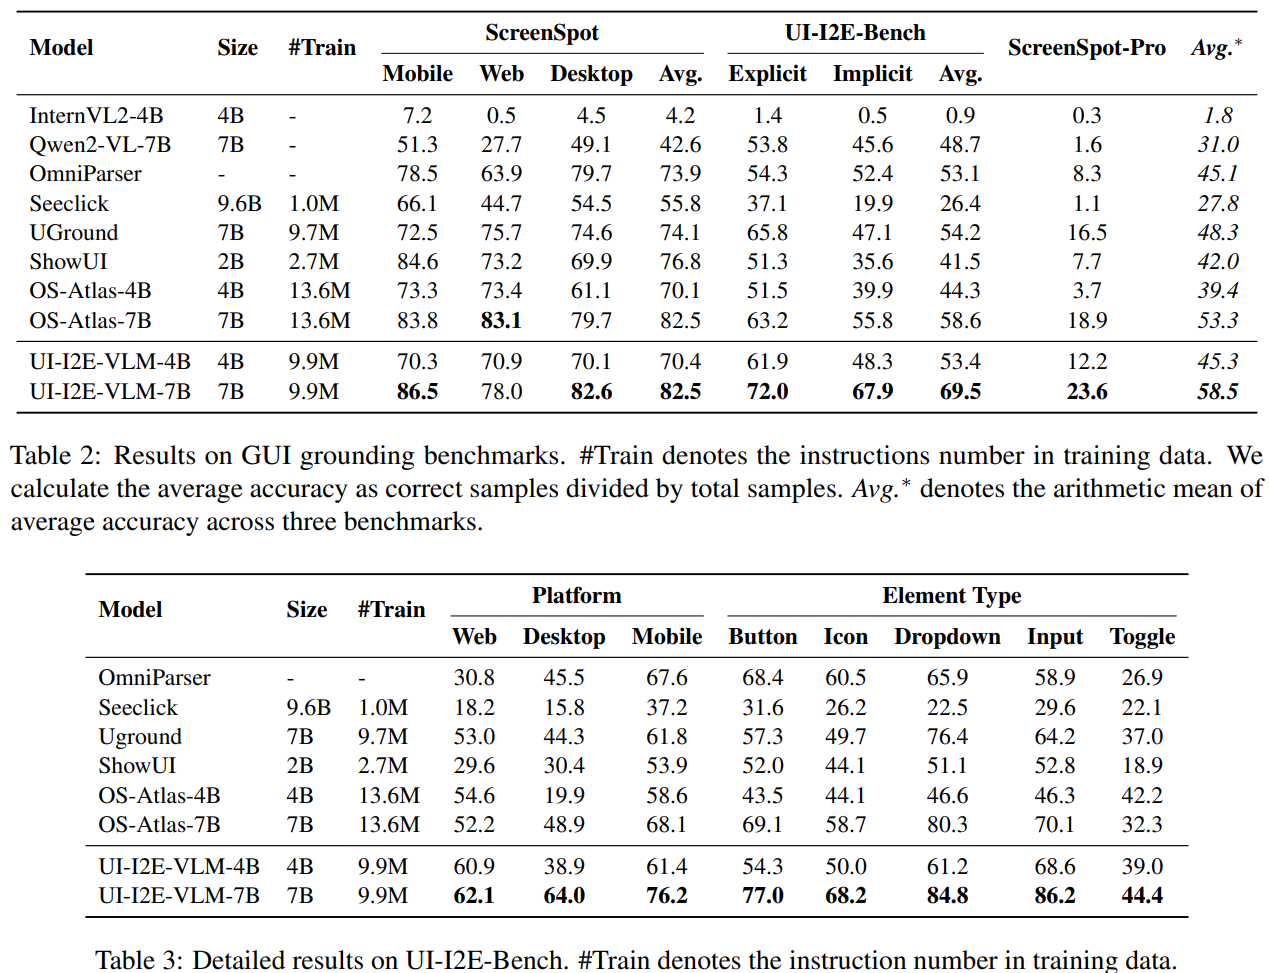 Model Size #Train ScreenSpot UI-I2E-Bench ScreenSpot-Pro Avg.*
Mobile Web Desktop Avg. Explicit Implicit Avg.
InternVL2-4B 4B - 7.2 0.5 4.5 4.2 1.4 0.5 0.9 0.3 1.8
Qwen2-VL-7B 7B - 51.3 27.7 49.1 42.6 53.8 45.6 48.7 1.6 31.0
OmniParser - - 78.5 63.9 79.7 73.9 54.3 52.4 53.1 8.3 45.1
Seeclick 9.6B 1.0M 66.1 44.7 54.5 55.8 37.1 19.9 26.4 1.1 27.8
UGround 7B 9.7M 72.5 75.7 74.6 74.1 65.8 47.1 54.2 16.5 48.3
ShowUI 2B 2.7M 84.6 73.2 69.9 76.8 51.3 35.6 41.5 7.7 42.0
OS-Atlas-4B 4B 13.6M 73.3 73.4 61.1 70.1 51.5 39.9 44.3 3.7 39.4
OS-Atlas-7B 7B 13.6M 83.8 83.1 79.7 82.5 63.2 55.8 58.6 18.9 53.3
UI-I2E-VLM-4B 4B 9.9M 70.3 70.9 70.1 70.4 61.9 48.3 53.4 12.2 45.3
UI-I2E-VLM-7B 7B 9.9M 86.5 78.0 82.6 82.5 72.0 67.9 69.5 23.6 58.5
Table 2: Results on GUI grounding benchmarks. #Train denotes the instructions number in training data. We
calculate the average accuracy as correct samples divided by total samples. Avg.* denotes the arithmetic mean of
average accuracy across three benchmarks.
Model Size #Train Platform Element Type
Web Desktop Mobile Button Icon Dropdown Input Toggle
OmniParser - - 30.8 45.5 67.6 68.4 60.5 65.9 58.9 26.9
Seeclick 9.6B 1.0M 18.2 15.8 37.2 31.6 26.2 22.5 29.6 22.1
Uground 7B 9.7M 53.0 44.3 61.8 57.3 49.7 76.4 64.2 37.0
ShowUI 2B 2.7M 29.6 30.4 53.9 52.0 44.1 51.1 52.8 18.9
OS-Atlas-4B 4B 13.6M 54.6 19.9 58.6 43.5 44.1 46.6 46.3 42.2
OS-Atlas-7B 7B 13.6M 52.2 48.9 68.1 69.1 58.7 80.3 70.1 32.3
UI-I2E-VLM-4B 4B 9.9M 60.9 38.9 61.4 54.3 50.0 61.2 68.6 39.0
UI-I2E-VLM-7B 7B 9.9M 62.1 64.0 76.2 77.0 68.2 84.8 86.2 44.4
Table 3: Detailed results on UI-I2E-Bench. #Train denotes the instruction number in training data.